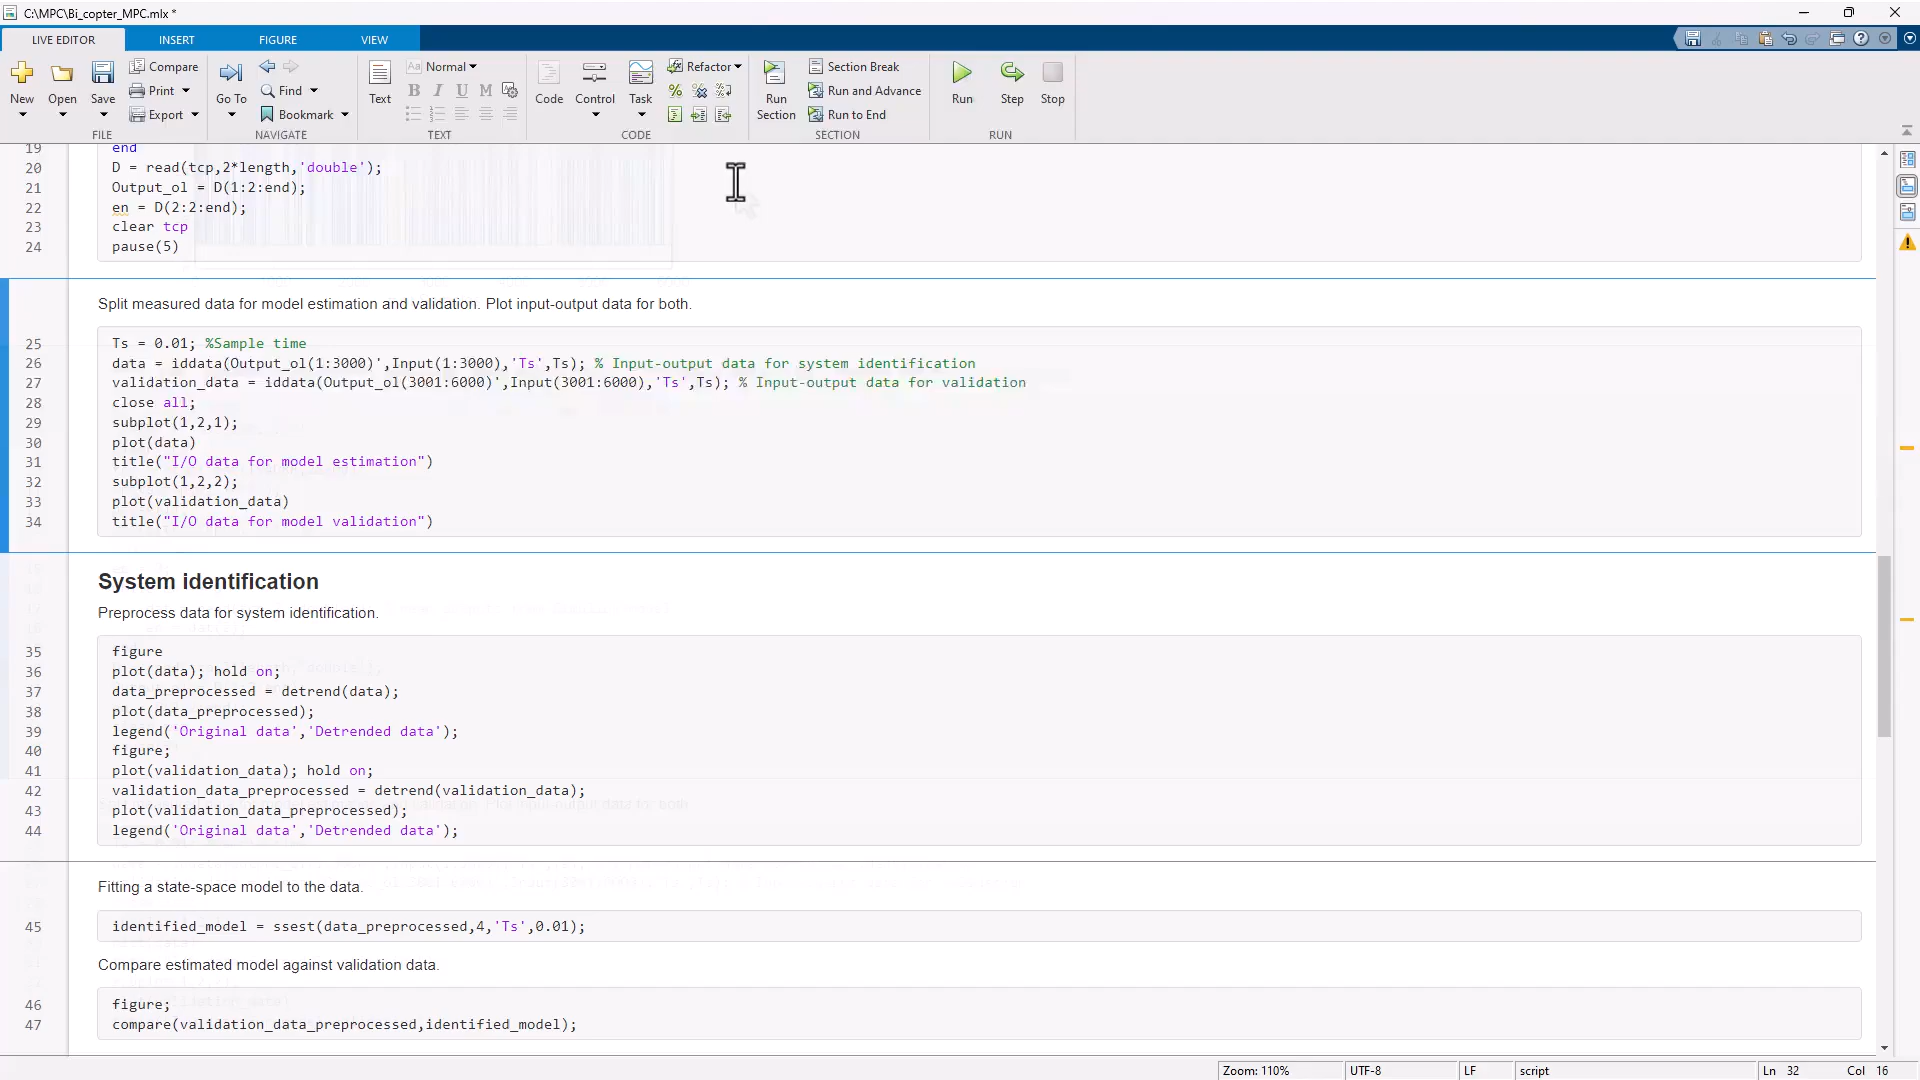 C:\MPC\Bi_copter_MPC.mlx *
LIVE EDITOR INSERT FIGURE VIEW
New Open Save Compare Print Export
FILE
Go To Find Bookmark
NAVIGATE
Text Aa Normal B I U M
TEXT
Code Control Task Refactor
CODE
Run Section Section Break Run and Advance Run to End
SECTION
Run Step Stop
RUN
19 end
20 D = read(tcp,2*length,'double');
21 Output_ol = D(1:2:end);
22 en = D(2:2:end);
23 clear tcp
24 pause(5)
Split measured data for model estimation and validation. Plot input-output data for both.
25 Ts = 0.01; %Sample time
26 data = iddata(Output_ol(1:3000)',Input(1:3000),'Ts',Ts); % Input-output data for system identification
27 validation_data = iddata(Output_ol(3001:6000)',Input(3001:6000),'Ts',Ts); % Input-output data for validation
28 close all;
29 subplot(1,2,1);
30 plot(data)
31 title("I/O data for model estimation")
32 subplot(1,2,2);
33 plot(validation_data)
34 title("I/O data for model validation")
System identification
Preprocess data for system identification.
35 figure
36 plot(data); hold on;
37 data_preprocessed = detrend(data);
38 plot(data_preprocessed);
39 legend('Original data','Detrended data');
40 figure;
41 plot(validation_data); hold on;
42 validation_data_preprocessed = detrend(validation_data);
43 plot(validation_data_preprocessed);
44 legend('Original data','Detrended data');
Fitting a state-space model to the data.
45 identified_model = ssest(data_preprocessed,4,'Ts',0.01);
Compare estimated model against validation data.
46 figure;
47 compare(validation_data_preprocessed,identified_model);
Zoom: 110% UTF-8 LF script Ln 32 Col 16